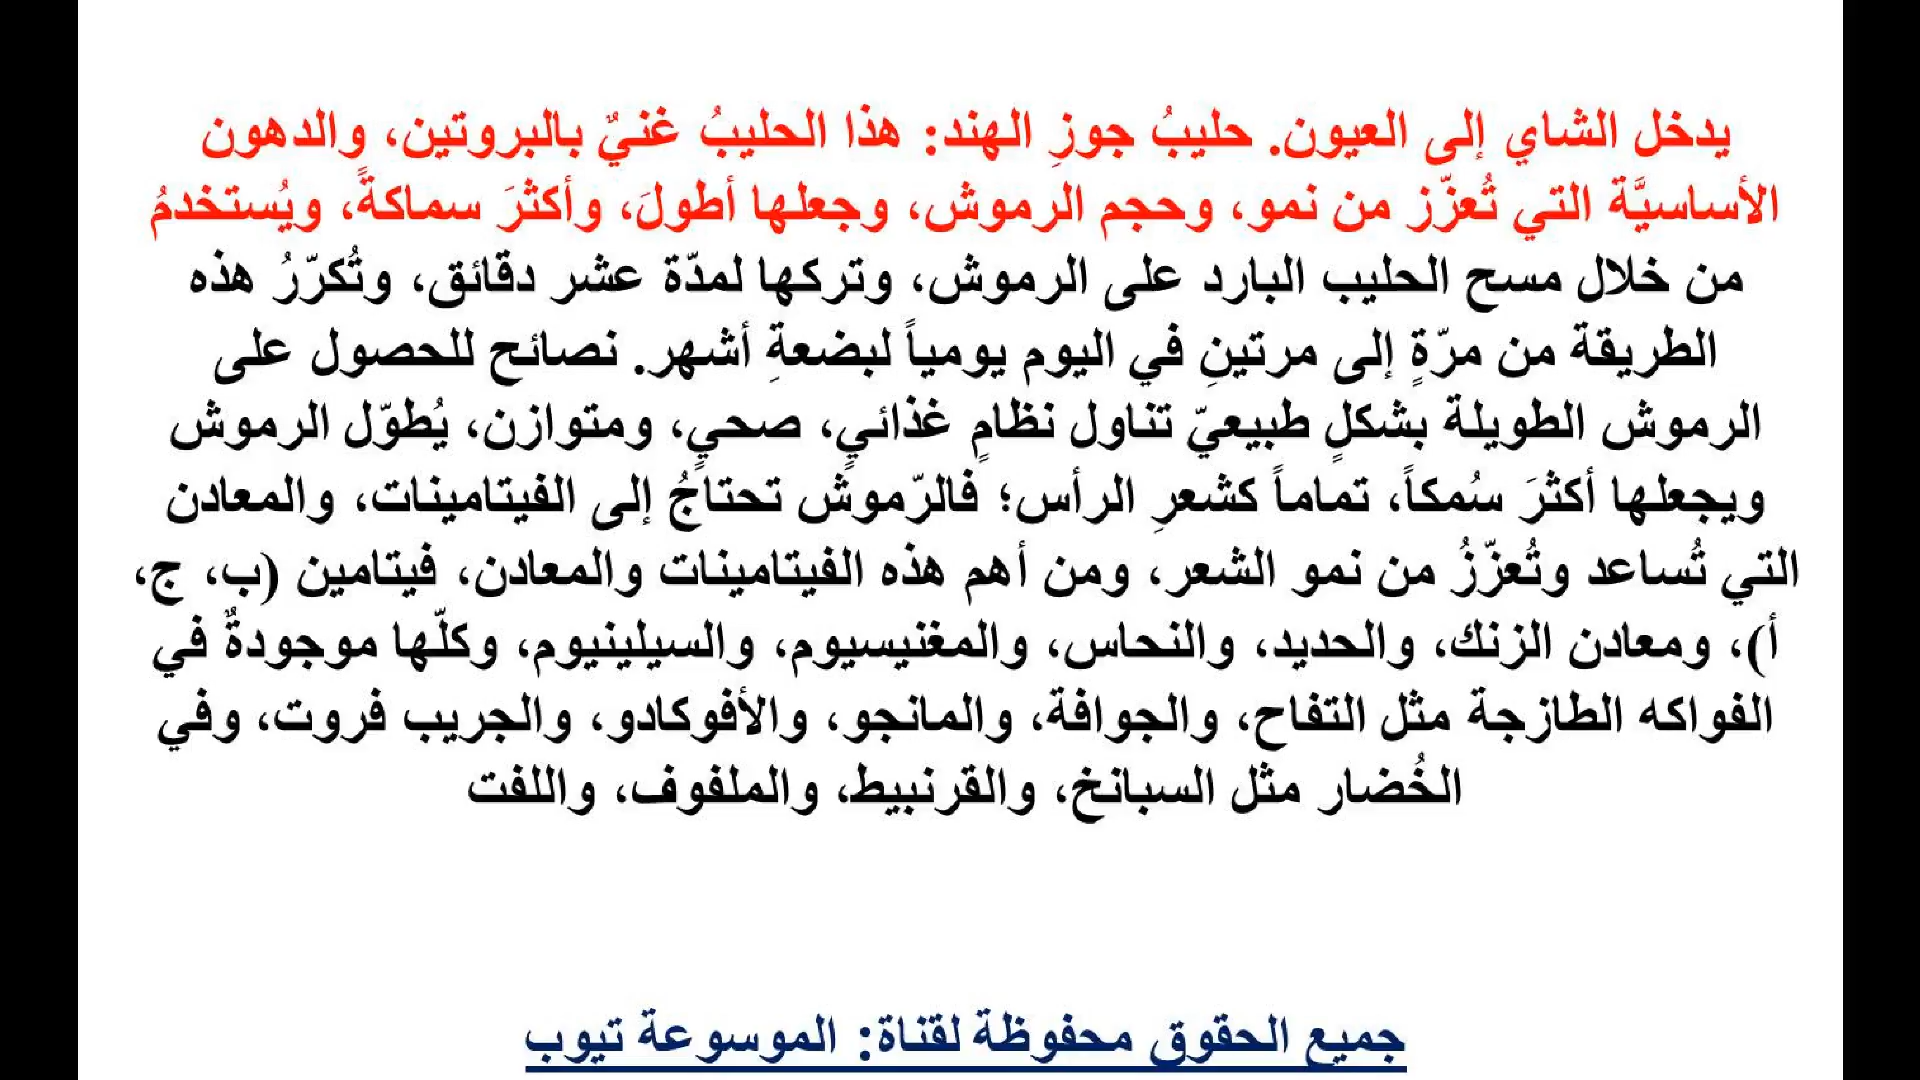 يدخل الشاي إلى العيون. حليبُ جوزِ الهند: هذا الحليبُ غنيٌ بالبروتين، والدهون
الأساسيَّة التي تُعزّز من نمو، وحجم الرموش، وجعلها أطولَ، وأكثرَ سماكةً، ويُستخدمُ
من خلال مسح الحليب البارد على الرموش، وتركها لمدّة عشر دقائق، وتُكرّرُ هذه
الطريقة من مرّةٍ إلى مرتينِ في اليوم يومياً لبضعةِ أشهر. نصائح للحصول على
الرموش الطويلة بشكلٍ طبيعيّ تناول نظامٍ غذائيٍ، صحيٍ، ومتوازن، يُطوّل الرموش
ويجعلها أكثرَ سُمكاً، تماماً كشعرِ الرأس؛ فالرّموش تحتاجُ إلى الفيتامينات، والمعادن
التي تُساعد وتُعزّزُ من نمو الشعر، ومن أهم هذه الفيتامينات والمعادن، فيتامين (ب، ج،
أ)، ومعادن الزنك، والحديد، والنحاس، والمغنيسيوم، والسيلينيوم، وكلّها موجودةٌ في
الفواكه الطازجة مثل التفاح، والجوافة، والمانجو، والأفوكادو، والجريب فروت، وفي
الخُضار مثل السبانخ، والقرنبيط، والملفوف، واللفت
جميع الحقوق محفوظة لقناة: الموسوعة تيوب